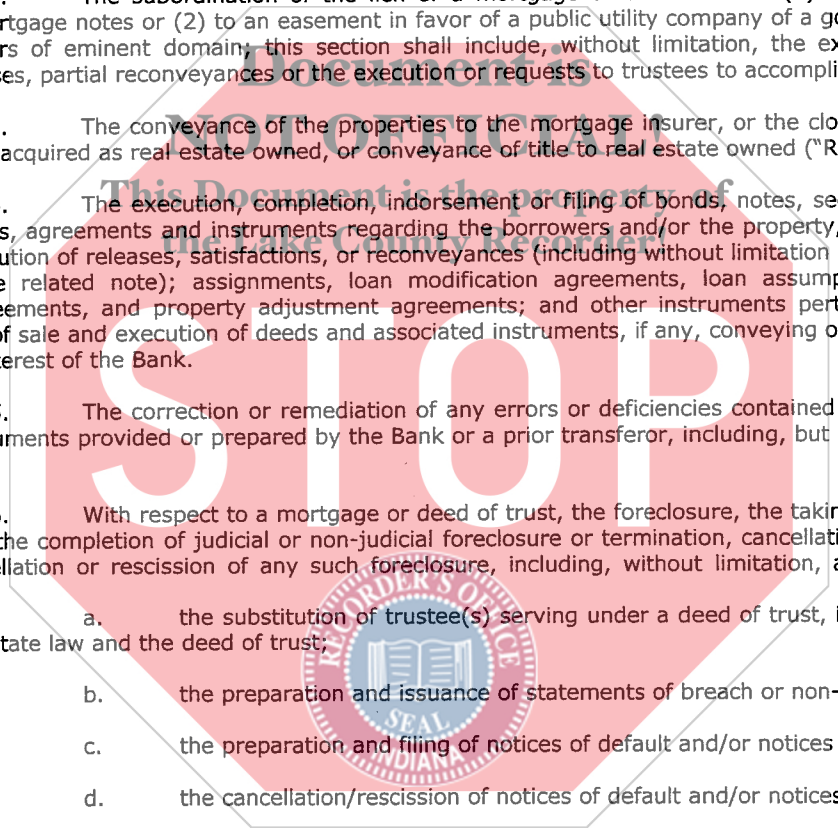 rtgage notes or (2) to an easement in favor of a public utility company of a go
rs of eminent domain; this section shall include, without limitation, the ex
es, partial reconveyances or the execution or requests to trustees to accompli
Document is
. The conveyance of the properties to the mortgage insurer, or the clo
NOT OFFICIAL!
acquired as real estate owned, or conveyance of title to real estate owned ("R
This Document is the property of
. The execution, completion, indorsement or filing of bonds, notes, se
s, agreements and instruments regarding the borrowers and/or the property,
the Lake County Recorder!
ution of releases, satisfactions, or reconveyances (including without limitation
e related note); assignments, loan modification agreements, loan assump
eements, and property adjustment agreements; and other instruments pert
of sale and execution of deeds and associated instruments, if any, conveying o
erest of the Bank.
STOP
. The correction or remediation of any errors or deficiencies contained
uments provided or prepared by the Bank or a prior transferor, including, but
. With respect to a mortgage or deed of trust, the foreclosure, the takin
the completion of judicial or non-judicial foreclosure or termination, cancellati
llation or rescission of any such foreclosure, including, without limitation, a
RECORDER'S OFFICE
a. the substitution of trustee(s) serving under a deed of trust, i
tate law and the deed of trust;
b. the preparation and issuance of statements of breach or non-
SEAL
c. the preparation and filing of notices of default and/or notices
INDIANA
d. the cancellation/rescission of notices of default and/or notices